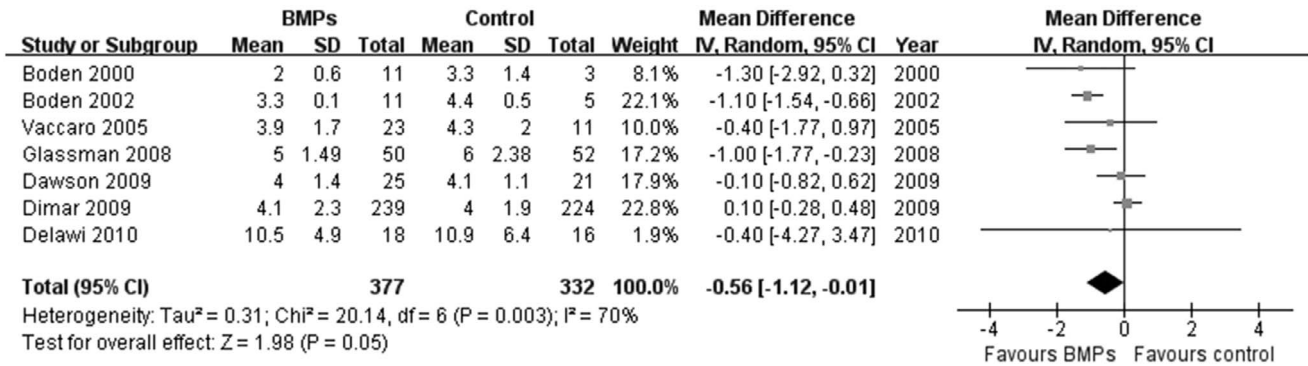 BMPs Control Mean Difference Mean Difference
Study or Subgroup Mean SD Total Mean SD Total Weight IV, Random, 95% CI Year IV, Random, 95% CI
Boden 2000 2 0.6 11 3.3 1.4 3 8.1% -1.30 [-2.92, 0.32] 2000
Boden 2002 3.3 0.1 11 4.4 0.5 5 22.1% -1.10 [-1.54, -0.66] 2002
Vaccaro 2005 3.9 1.7 23 4.3 2 11 10.0% -0.40 [-1.77, 0.97] 2005
Glassman 2008 5 1.49 50 6 2.38 52 17.2% -1.00 [-1.77, -0.23] 2008
Dawson 2009 4 1.4 25 4.1 1.1 21 17.9% -0.10 [-0.82, 0.62] 2009
Dimar 2009 4.1 2.3 239 4 1.9 224 22.8% 0.10 [-0.28, 0.48] 2009
Delawi 2010 10.5 4.9 18 10.9 6.4 16 1.9% -0.40 [-4.27, 3.47] 2010
Total (95% CI) 377 332 100.0% -0.56 [-1.12, -0.01]
Heterogeneity: Tau² = 0.31; Chi² = 20.14, df = 6 (P = 0.003); I² = 70%
Test for overall effect: Z = 1.98 (P = 0.05)
-4 -2 0 2 4
Favours BMPs Favours control